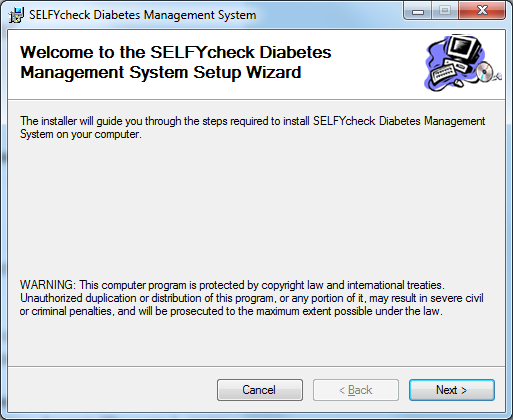 SELFYcheck Diabetes Management System
Welcome to the SELFYcheck Diabetes
Management System Setup Wizard
The installer will guide you through the steps required to install SELFYcheck Diabetes Management
System on your computer.
WARNING: This computer program is protected by copyright law and international treaties.
Unauthorized duplication or distribution of this program, or any portion of it, may result in severe civil
or criminal penalties, and will be prosecuted to the maximum extent possible under the law.
Cancel
< Back
Next >